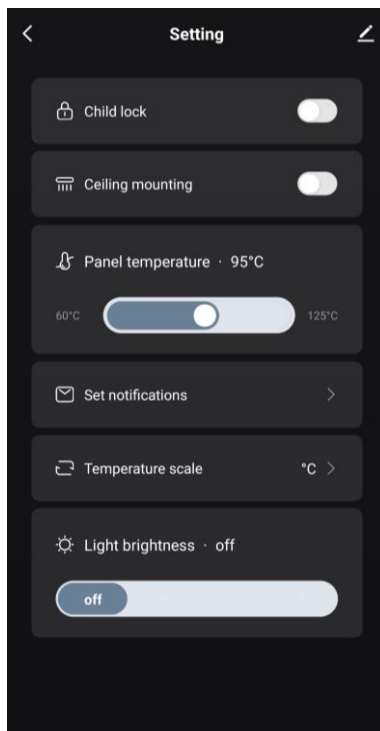 Setting
Child lock
Ceiling mounting
Panel temperature · 95°C
60°C 125°C
Set notifications
Temperature scale °C
Light brightness · off
off